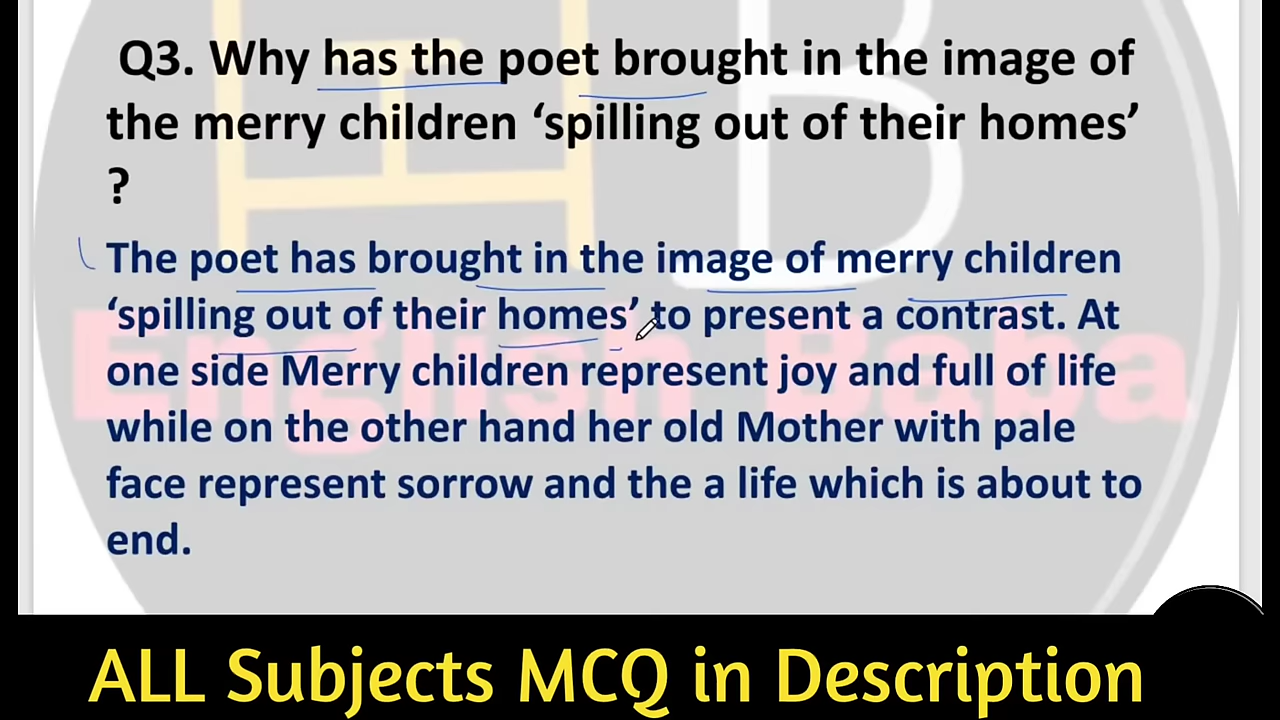 Q3. Why has the poet brought in the image of
the merry children ‘spilling out of their homes’
?
The poet has brought in the image of merry children
‘spilling out of their homes’ to present a contrast. At
one side Merry children represent joy and full of life
while on the other hand her old Mother with pale
face represent sorrow and the a life which is about to
end.
English Baba
ALL Subjects MCQ in Description